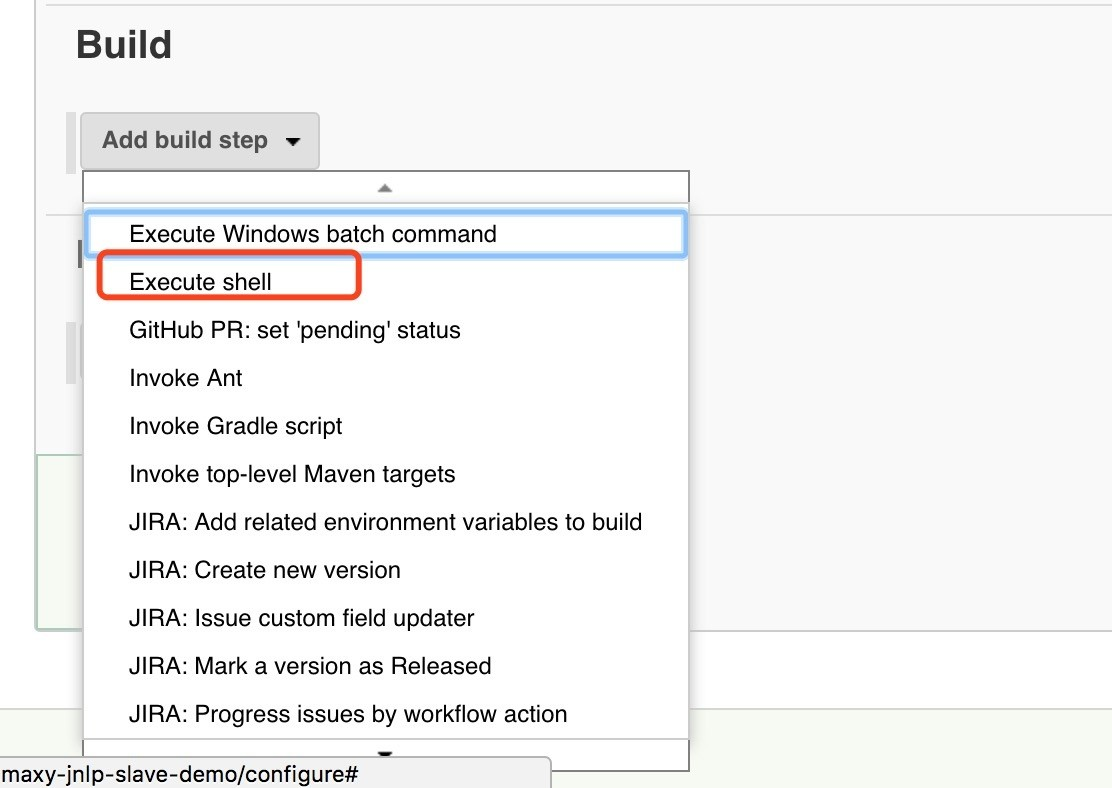 Build
Add build step
Execute Windows batch command
Execute shell
GitHub PR: set 'pending' status
Invoke Ant
Invoke Gradle script
Invoke top-level Maven targets
JIRA: Add related environment variables to build
JIRA: Create new version
JIRA: Issue custom field updater
JIRA: Mark a version as Released
JIRA: Progress issues by workflow action
maxy-jnlp-slave-demo/configure#